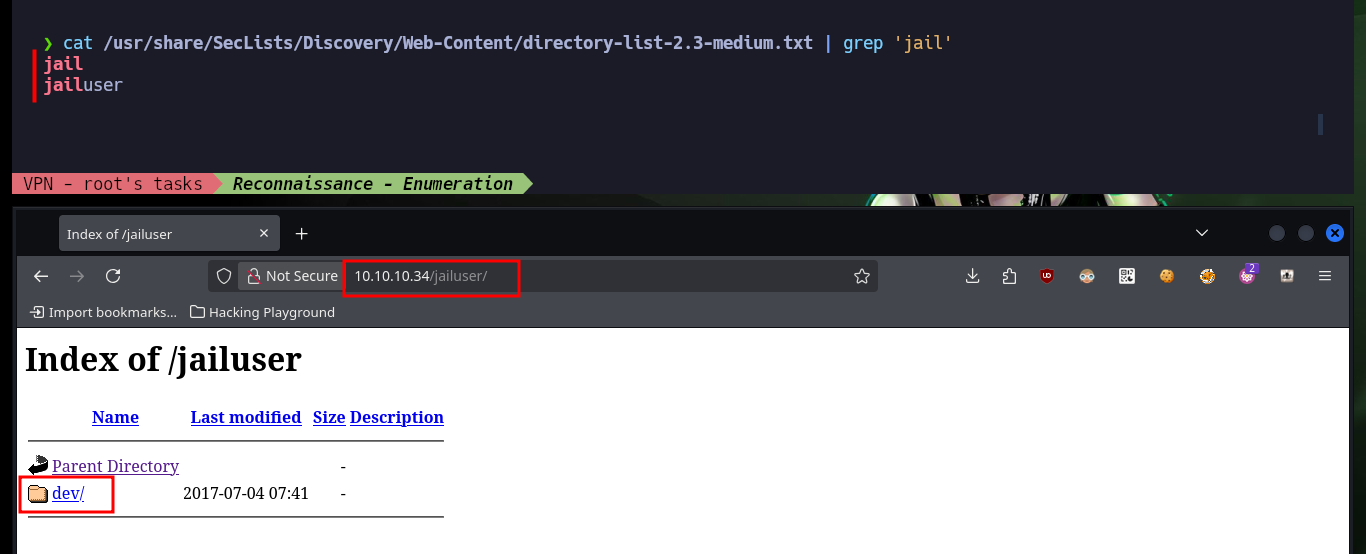 ❯ cat /usr/share/SecLists/Discovery/Web-Content/directory-list-2.3-medium.txt | grep 'jail'
jail
jailuser
VPN - root's tasks Reconnaissance - Enumeration
Index of /jailuser
Not Secure 10.10.10.34/jailuser/
2
Import bookmarks... Hacking Playground
Index of /jailuser
Name Last modified Size Description
Parent Directory -
dev/ 2017-07-04 07:41 -